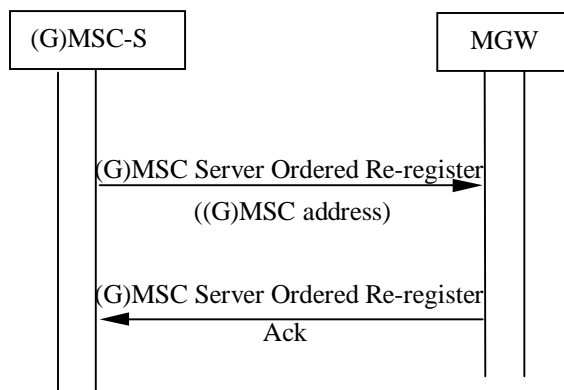 (G)MSC-S
MGW
(G)MSC Server Ordered Re-register
((G)MSC address)
(G)MSC Server Ordered Re-register
Ack